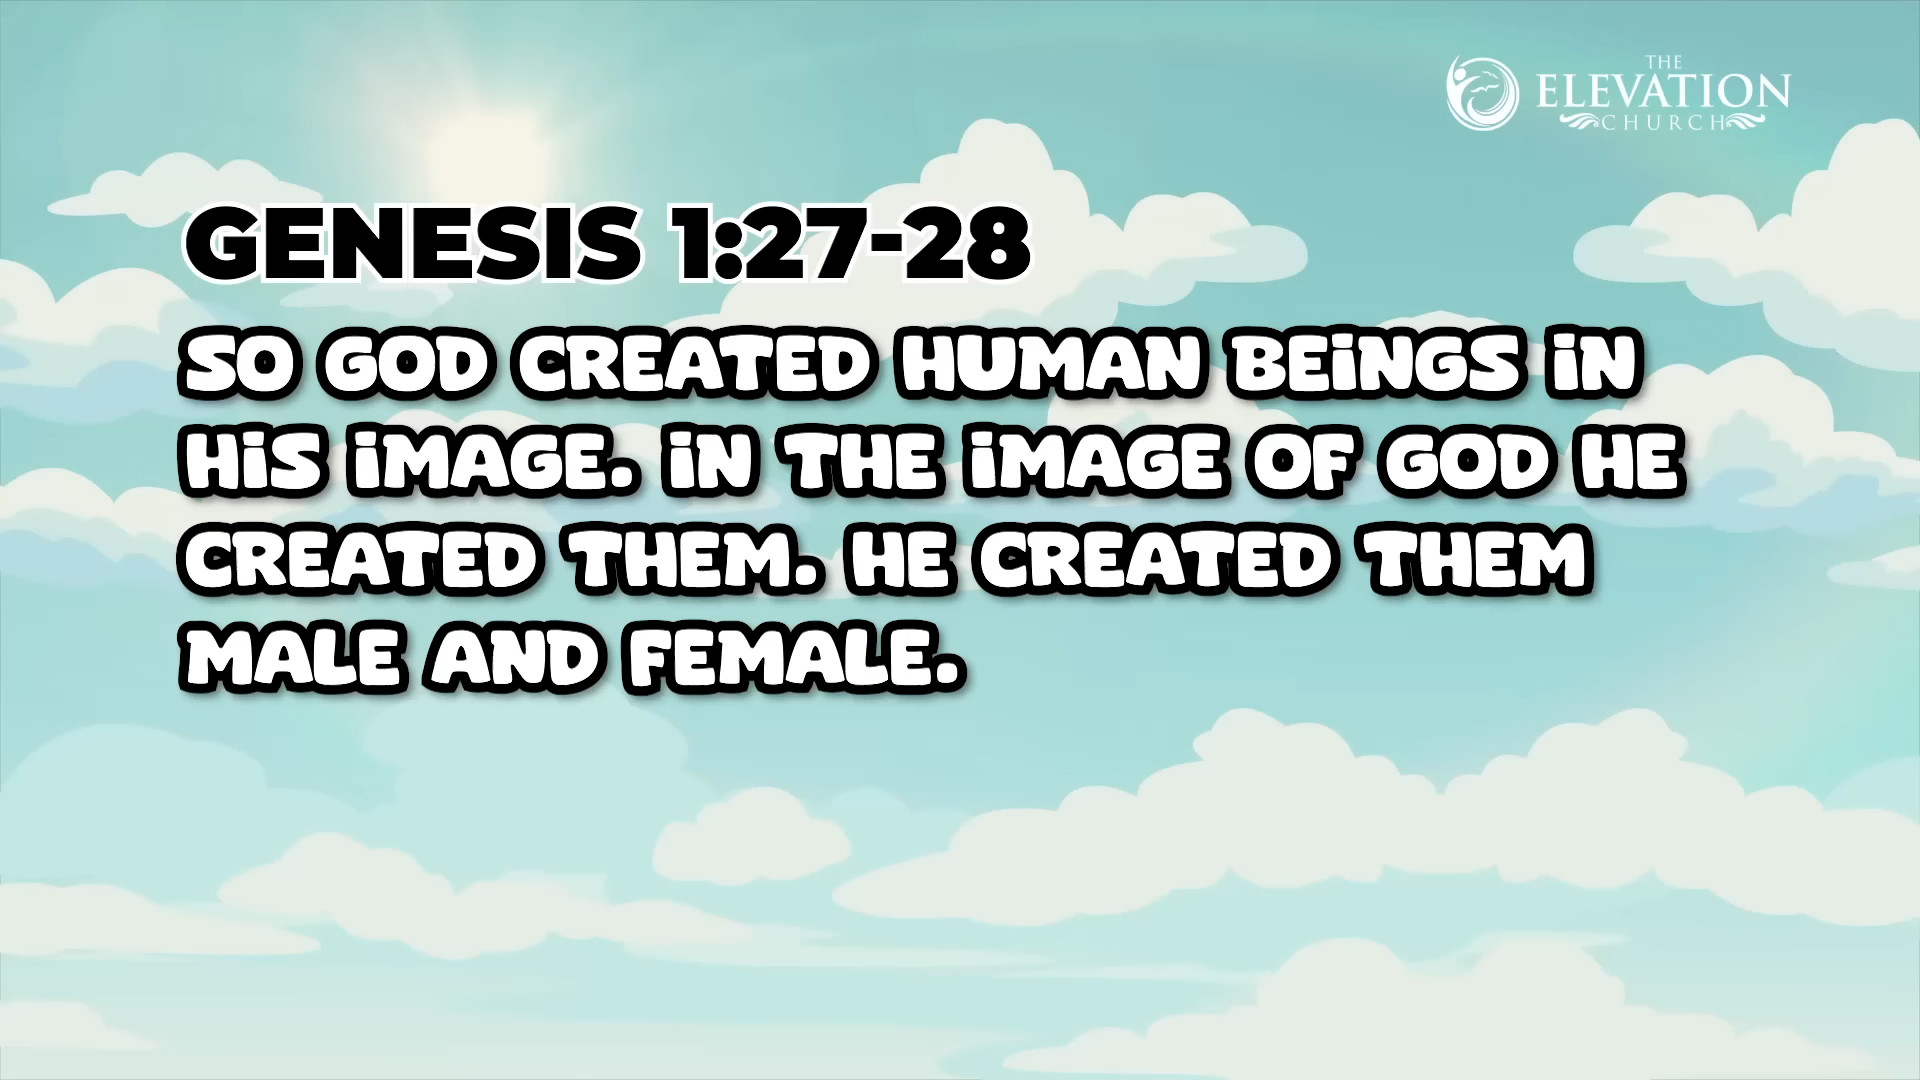 THE
ELEVATION
CHURCH
GENESIS 1:27-28
SO GOD CREATED HUMAN BEINGS IN
HIS IMAGE. IN THE IMAGE OF GOD HE
CREATED THEM. HE CREATED THEM
MALE AND FEMALE.